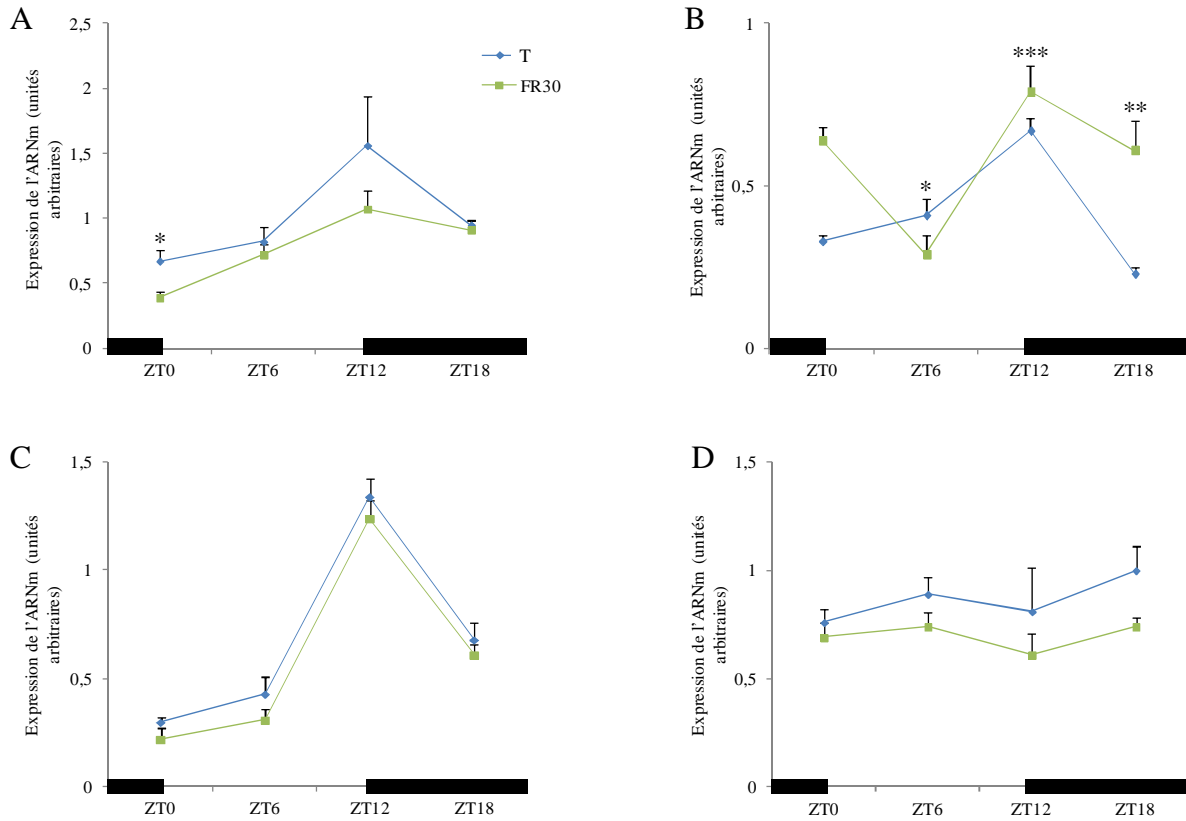 A
Expression de l'ARNm (unités
arbitraires)
2,5
2
1,5
1
0,5
0
*
T
FR30
ZT0 ZT6 ZT12 ZT18
B
Expression de l'ARNm (unités
arbitraires)
1
0,5
0
*
***
**
ZT0 ZT6 ZT12 ZT18
C
Expression de l'ARNm (unités
arbitraires)
1,5
1
0,5
0
ZT0 ZT6 ZT12 ZT18
D
Expression de l'ARNm (unités
arbitraires)
1,5
1
0,5
0
ZT0 ZT6 ZT12 ZT18